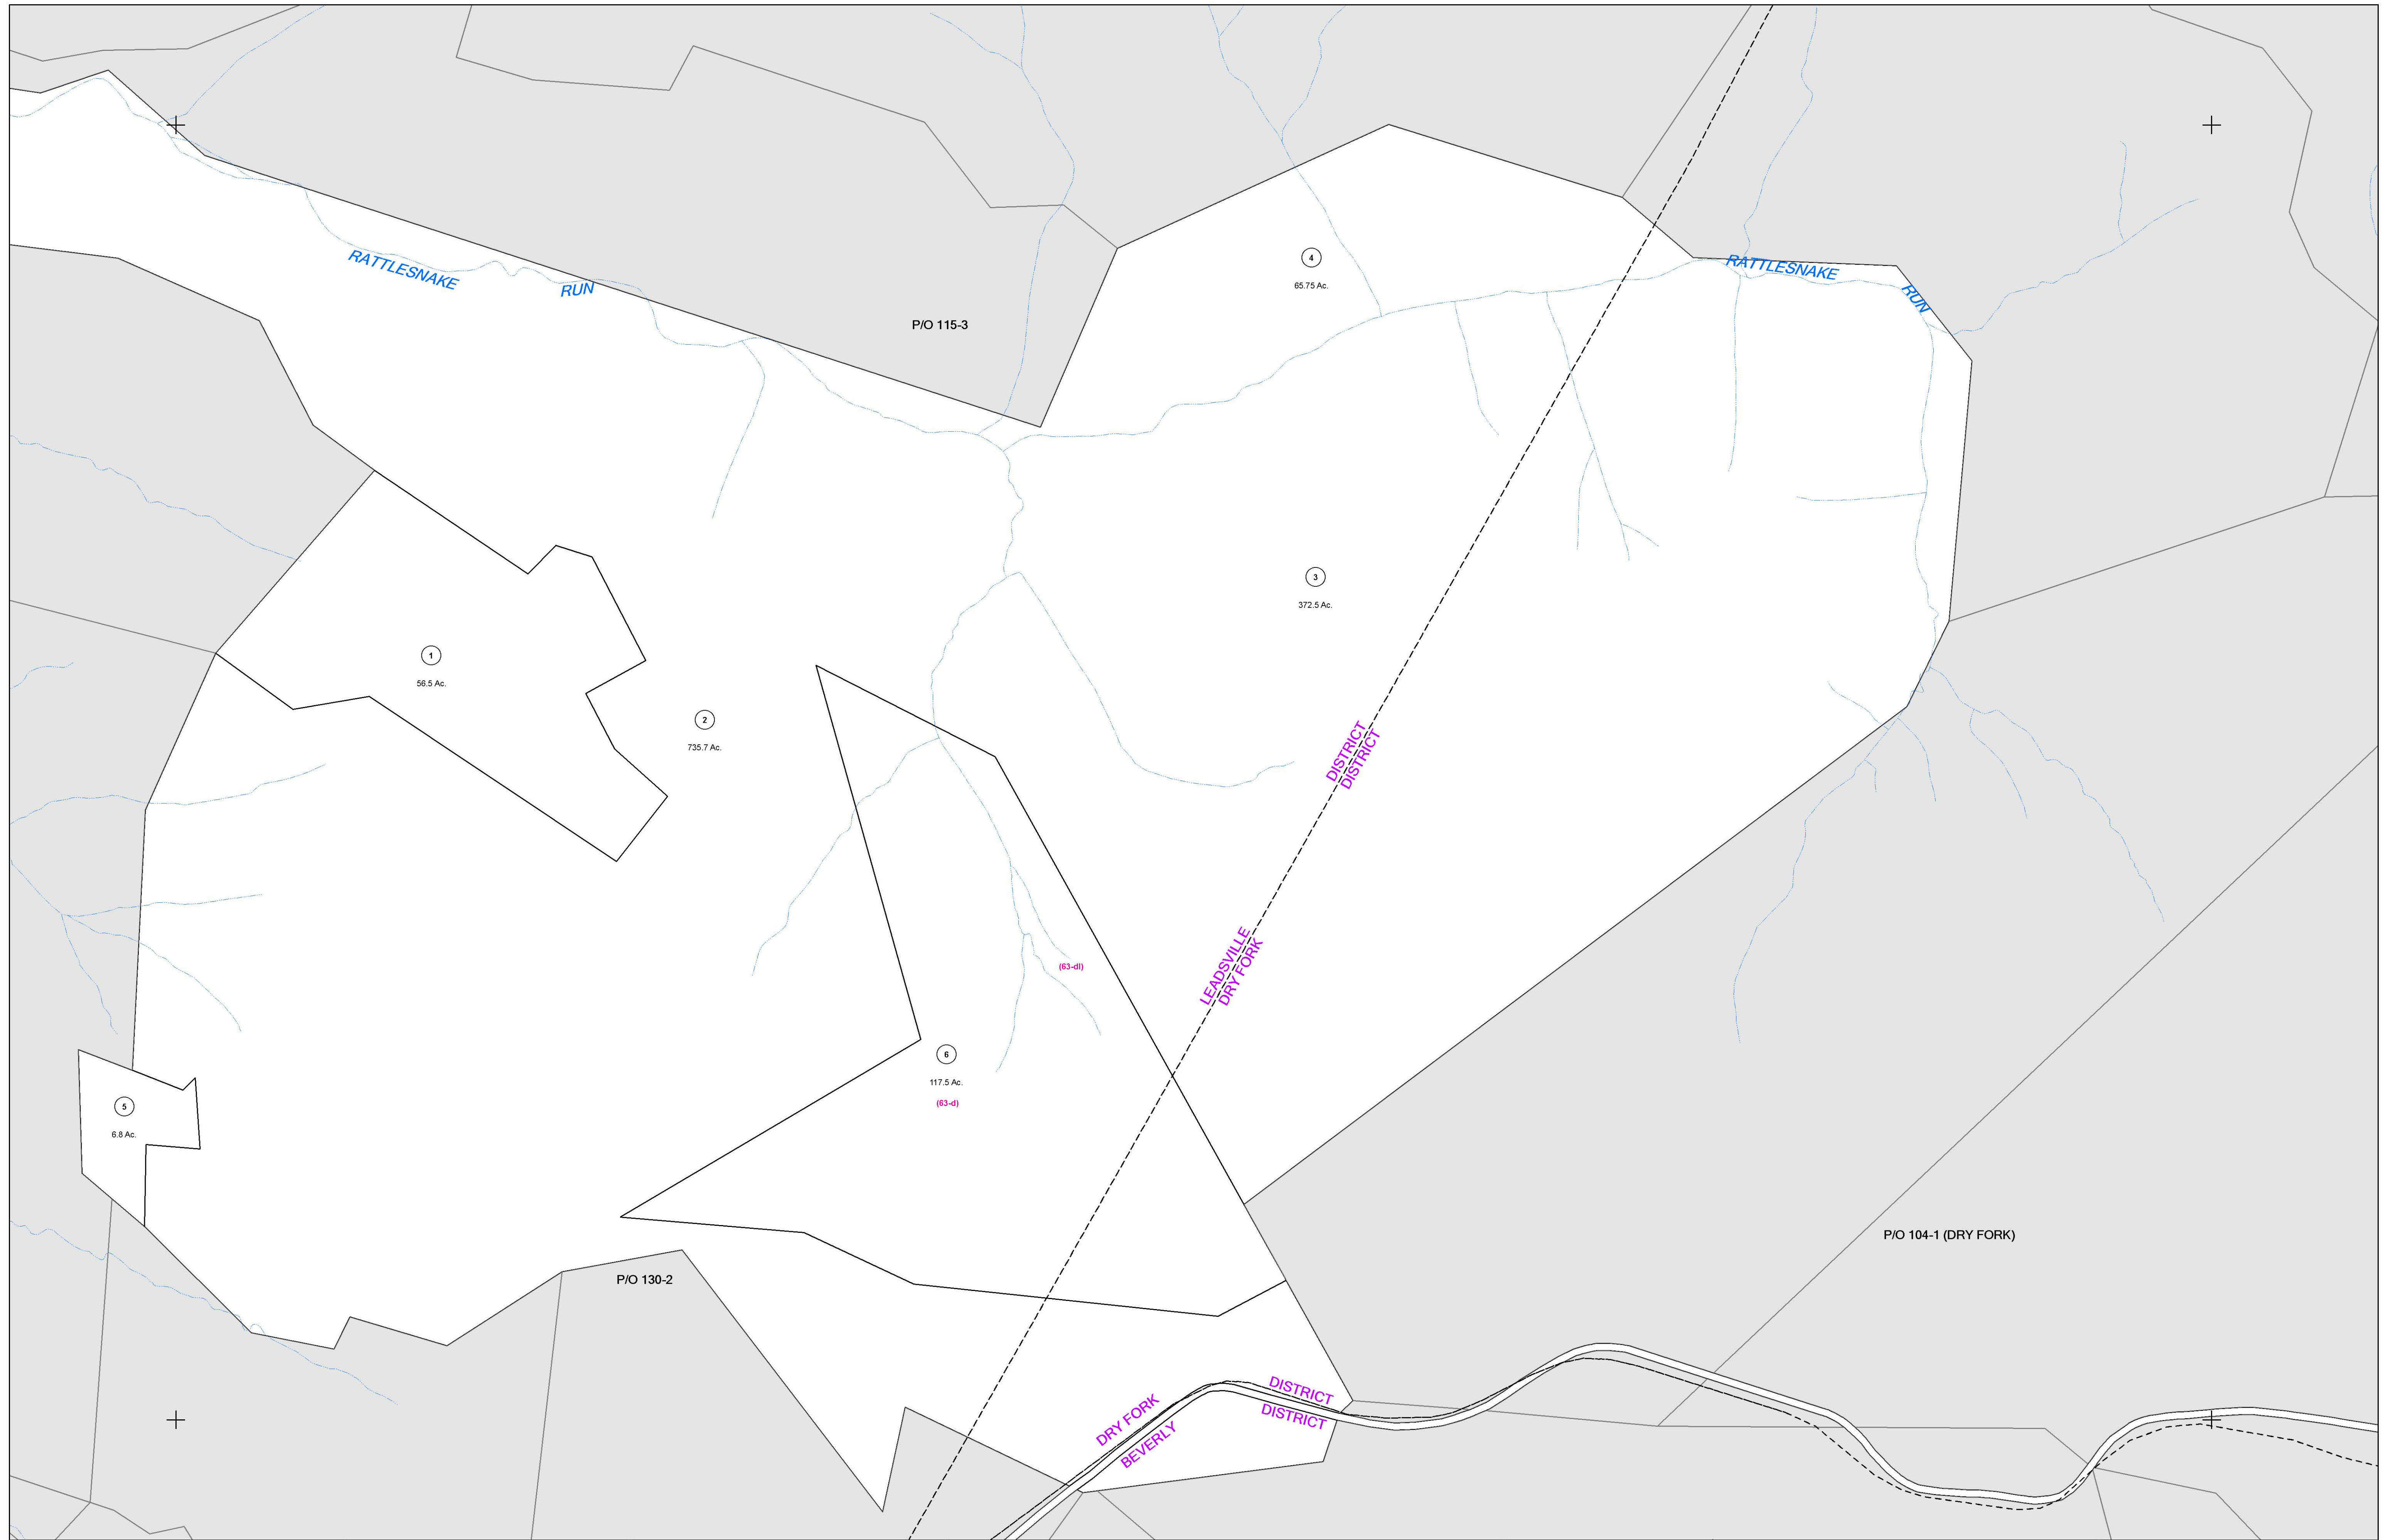 RATTLESNAKE
RUN
P/O 115-3
4
65.75 Ac.
RATTLESNAKE
RUN
3
372.5 Ac.
1
56.5 Ac.
2
735.7 Ac.
DISTRICT
DISTRICT
LEADSVILLE
DRY FORK
(63-dl)
6
117.5 Ac.
(63-d)
5
6.8 Ac.
P/O 130-2
P/O 104-1 (DRY FORK)
DRY FORK
DISTRICT
BEVERLY
DISTRICT